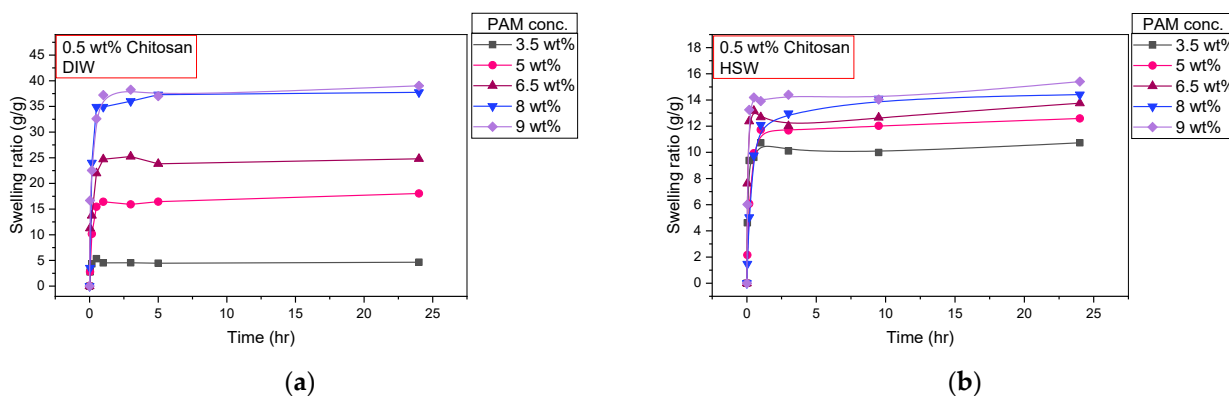 PAM conc.
3.5 wt%
5 wt%
6.5 wt%
8 wt%
9 wt%
0.5 wt% Chitosan
DIW
45
40
35
30
25
20
15
10
5
0
Swelling ratio (g/g)
0 5 10 15 20 25
Time (hr)
(a)
PAM conc.
3.5 wt%
5 wt%
6.5 wt%
8 wt%
9 wt%
0.5 wt% Chitosan
HSW
18
16
14
12
10
8
6
4
2
0
Swelling ratio (g/g)
0 5 10 15 20 25
Time (hr)
(b)